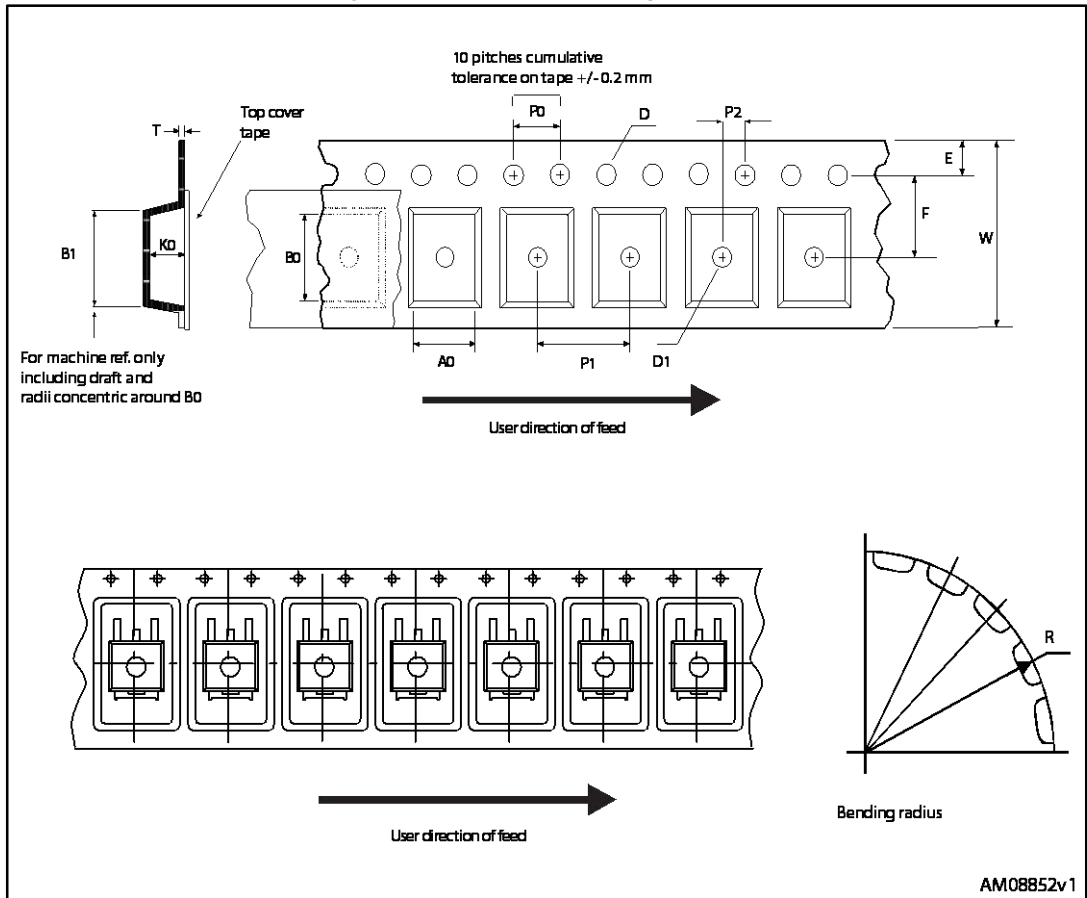 10 pitches cumulative
tolerance on tape +/- 0.2 mm
P0
D
P2
T
Top cover
tape
E
F
W
B1
K0
B0
A0
P1
D1
For machine ref. only
including draft and
radii concentric around B0
User direction of feed
R
User direction of feed
Bending radius
AM08852v1